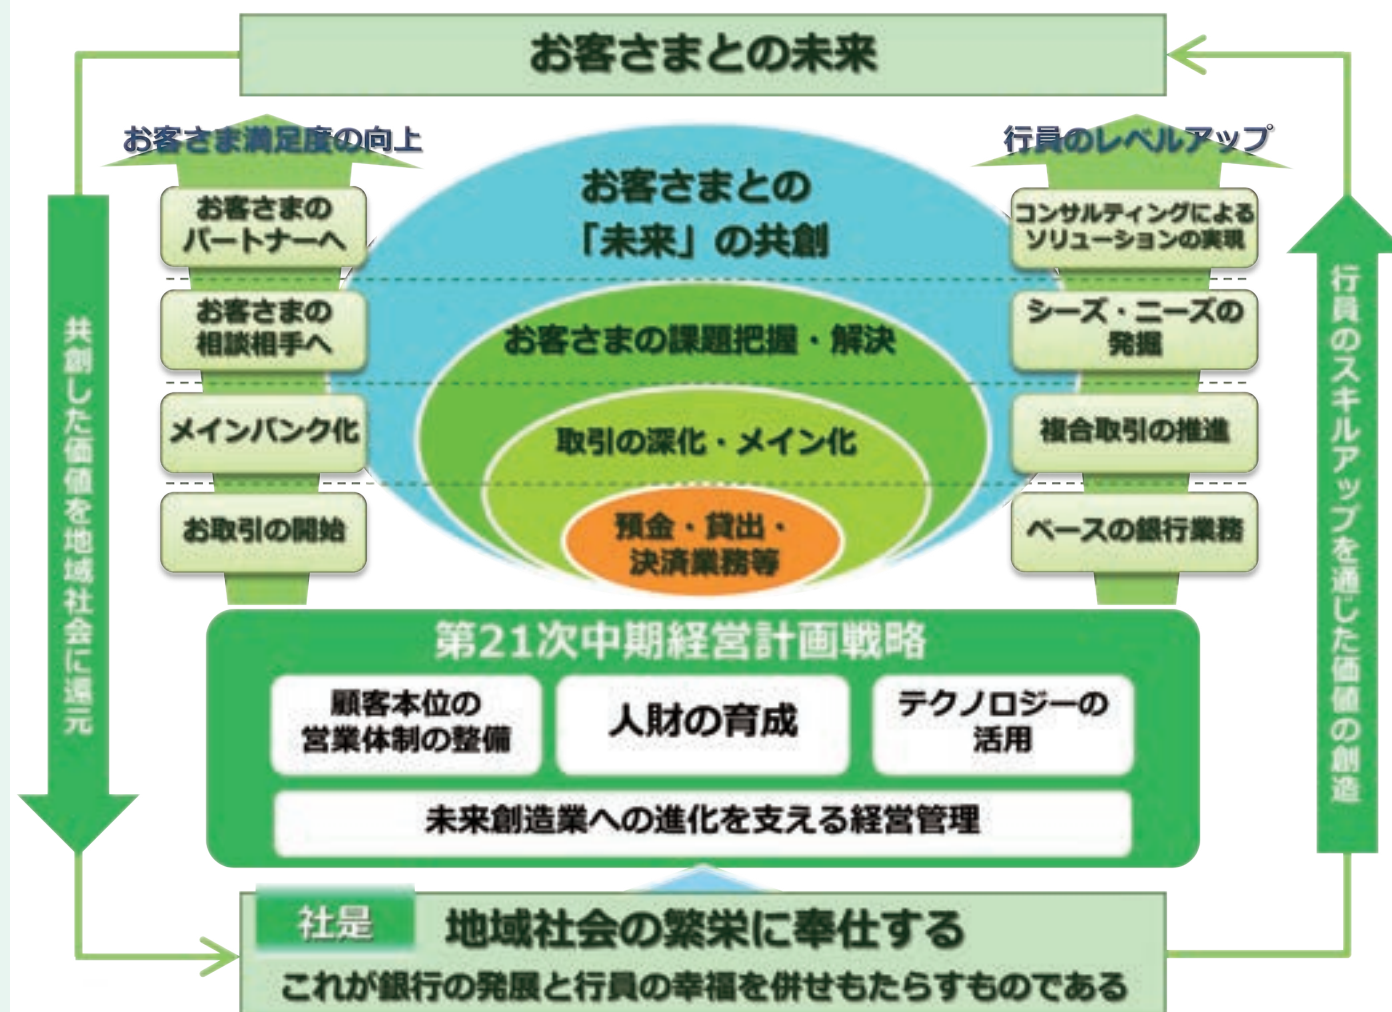 お客さまとの未来
お客さま満足度の向上
行員のレベルアップ
お客さまの
パートナーへ
お客さまとの
「未来」の共創
コンサルティングによる
ソリューションの実現
お客さまの
相談相手へ
お客さまの課題把握・解決
シーズ・ニーズの
発掘
メインバンク化
取引の深化・メイン化
複合取引の推進
お取引の開始
預金・貸出・
決済業務等
ベースの銀行業務
共創した価値を地域社会に還元
行員のスキルアップを通じた価値の創造
第21次中期経営計画戦略
顧客本位の
営業体制の整備
人財の育成
テクノロジーの
活用
未来創造業への進化を支える経営管理
社是
地域社会の繁栄に奉仕する
これが銀行の発展と行員の幸福を併せもたらすものである